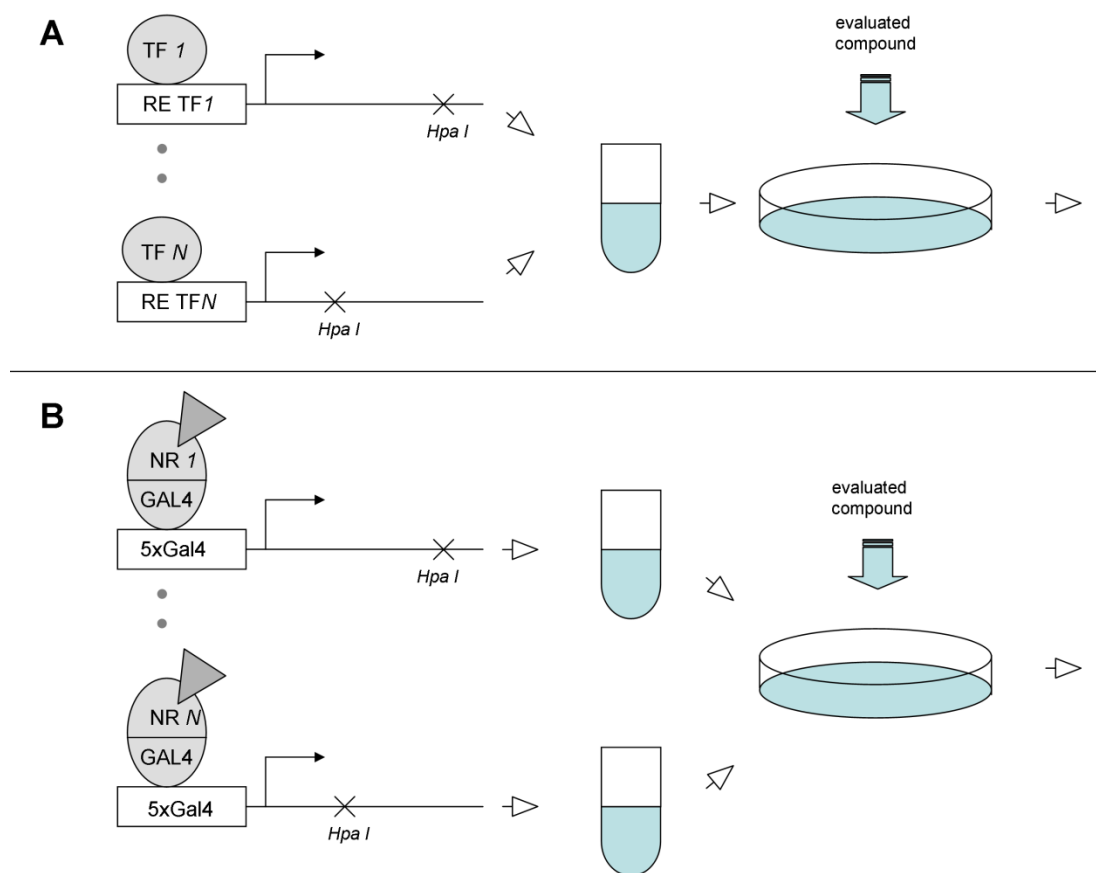 A
TF 1
RE TF1
Hpa I
TF N
RE TFN
Hpa I
evaluated
compound
B
NR 1
GAL4
5xGal4
Hpa I
NR N
GAL4
5xGal4
Hpa I
evaluated
compound